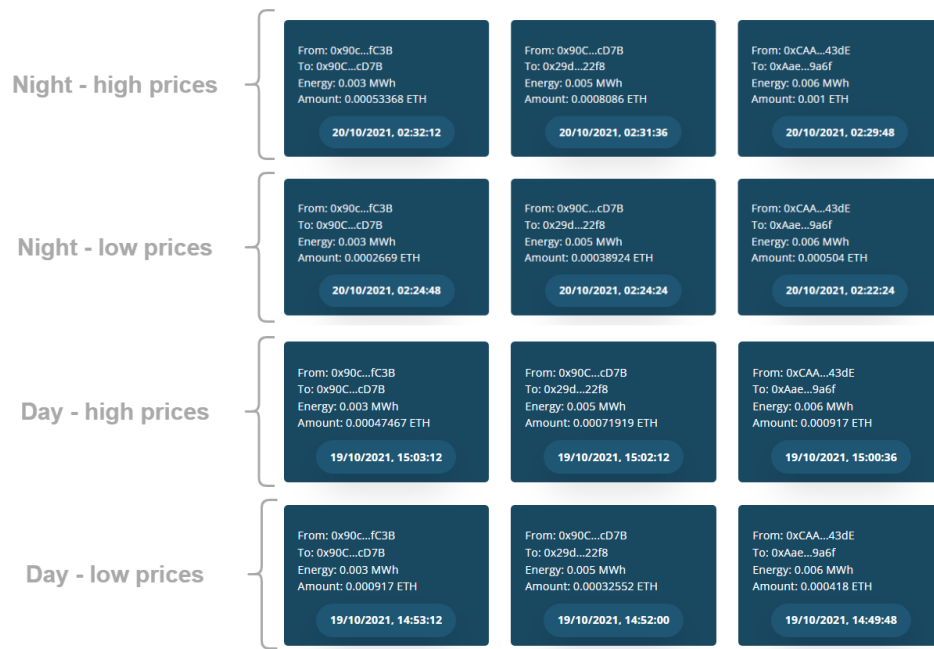 Night - high prices
From: 0x90c...fC3B
To: 0x90C...cD7B
Energy: 0.003 MWh
Amount: 0.00053368 ETH
20/10/2021, 02:32:12
From: 0x90C...cD7B
To: 0x29d...22f8
Energy: 0.005 MWh
Amount: 0.0008086 ETH
20/10/2021, 02:31:36
From: 0xCAA...43dE
To: 0xAae...9a6f
Energy: 0.006 MWh
Amount: 0.001 ETH
20/10/2021, 02:29:48
Night - low prices
From: 0x90c...fC3B
To: 0x90C...cD7B
Energy: 0.003 MWh
Amount: 0.0002669 ETH
20/10/2021, 02:24:48
From: 0x90C...cD7B
To: 0x29d...22f8
Energy: 0.005 MWh
Amount: 0.00038924 ETH
20/10/2021, 02:24:24
From: 0xCAA...43dE
To: 0xAae...9a6f
Energy: 0.006 MWh
Amount: 0.000504 ETH
20/10/2021, 02:22:24
Day - high prices
From: 0x90c...fC3B
To: 0x90C...cD7B
Energy: 0.003 MWh
Amount: 0.00047467 ETH
19/10/2021, 15:03:12
From: 0x90C...cD7B
To: 0x29d...22f8
Energy: 0.005 MWh
Amount: 0.00071919 ETH
19/10/2021, 15:02:12
From: 0xCAA...43dE
To: 0xAae...9a6f
Energy: 0.006 MWh
Amount: 0.000917 ETH
19/10/2021, 15:00:36
Day - low prices
From: 0x90c...fC3B
To: 0x90C...cD7B
Energy: 0.003 MWh
Amount: 0.000917 ETH
19/10/2021, 14:53:12
From: 0x90C...cD7B
To: 0x29d...22f8
Energy: 0.005 MWh
Amount: 0.00032552 ETH
19/10/2021, 14:52:00
From: 0xCAA...43dE
To: 0xAae...9a6f
Energy: 0.006 MWh
Amount: 0.000418 ETH
19/10/2021, 14:49:48